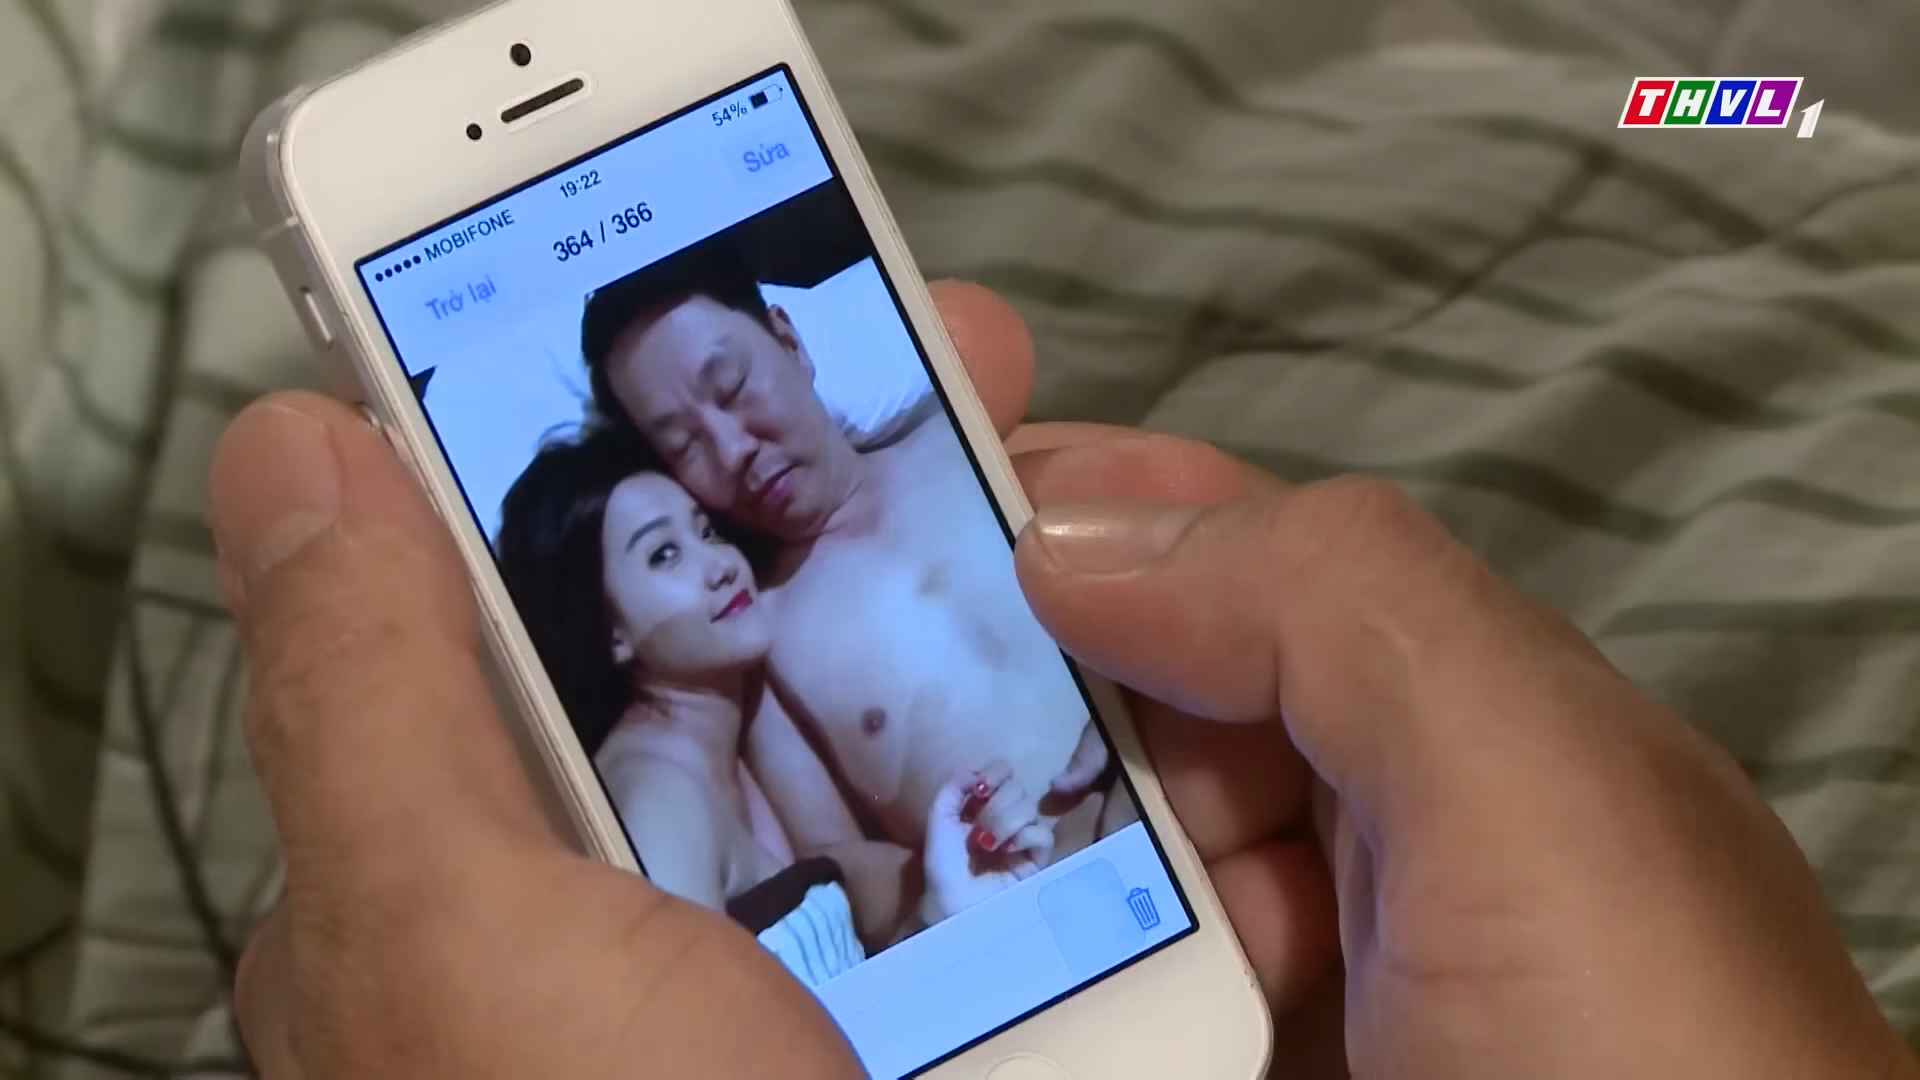 THVL1
54%
19:22
●●●●● MOBIFONE
Sửa
364 / 366
Trở lại